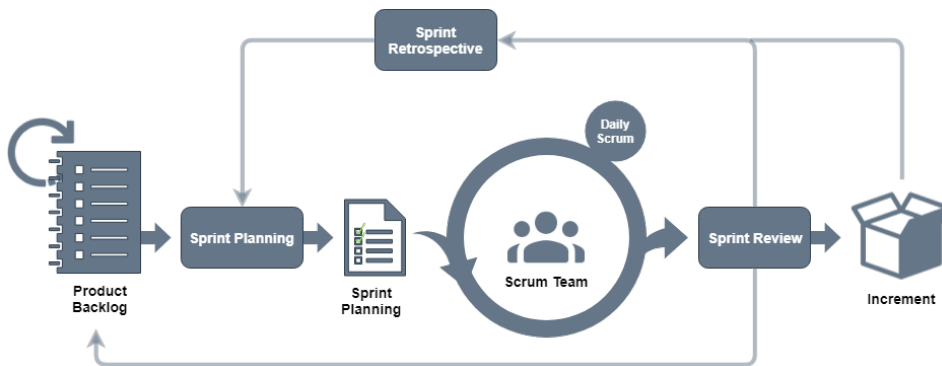 Sprint
Retrospective
Daily
Scrum
Sprint Planning
Sprint Review
Scrum Team
Product
Backlog
Sprint
Planning
Increment